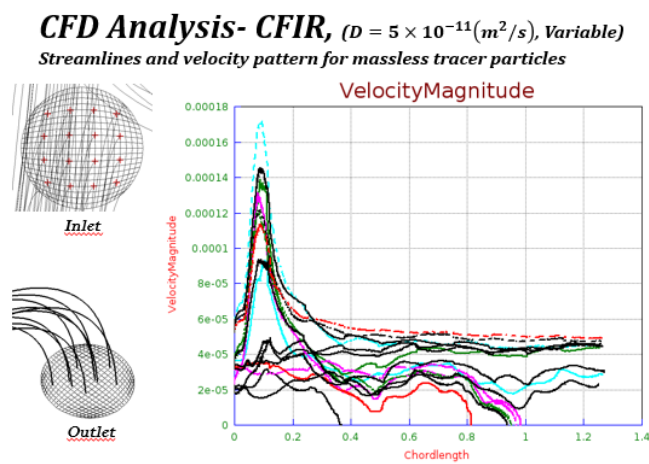 CFD Analysis- CFIR, (D = 5 × 10⁻¹¹(m²/s), Variable)
Streamlines and velocity pattern for massless tracer particles
Inlet
Outlet
VelocityMagnitude
0.00018
0.00016
0.00014
0.00012
0.0001
8e-05
6e-05
4e-05
2e-05
0
VelocityMagnitude
0 0.2 0.4 0.6 0.8 1 1.2 1.4
Chordlength